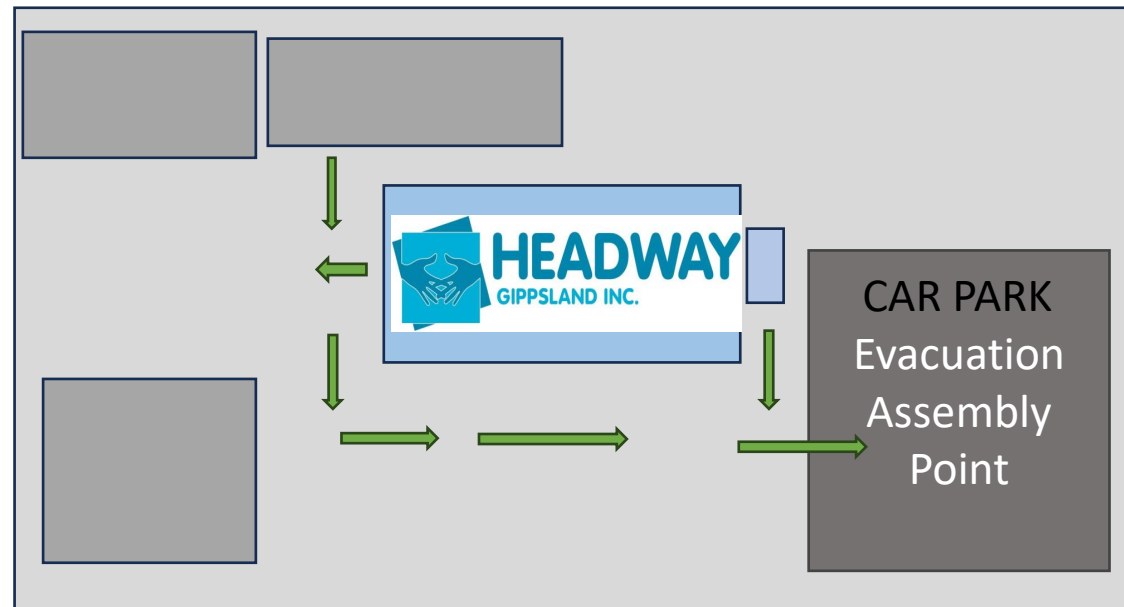 HEADWAY
GIPPSLAND INC.
CAR PARK
Evacuation
Assembly
Point